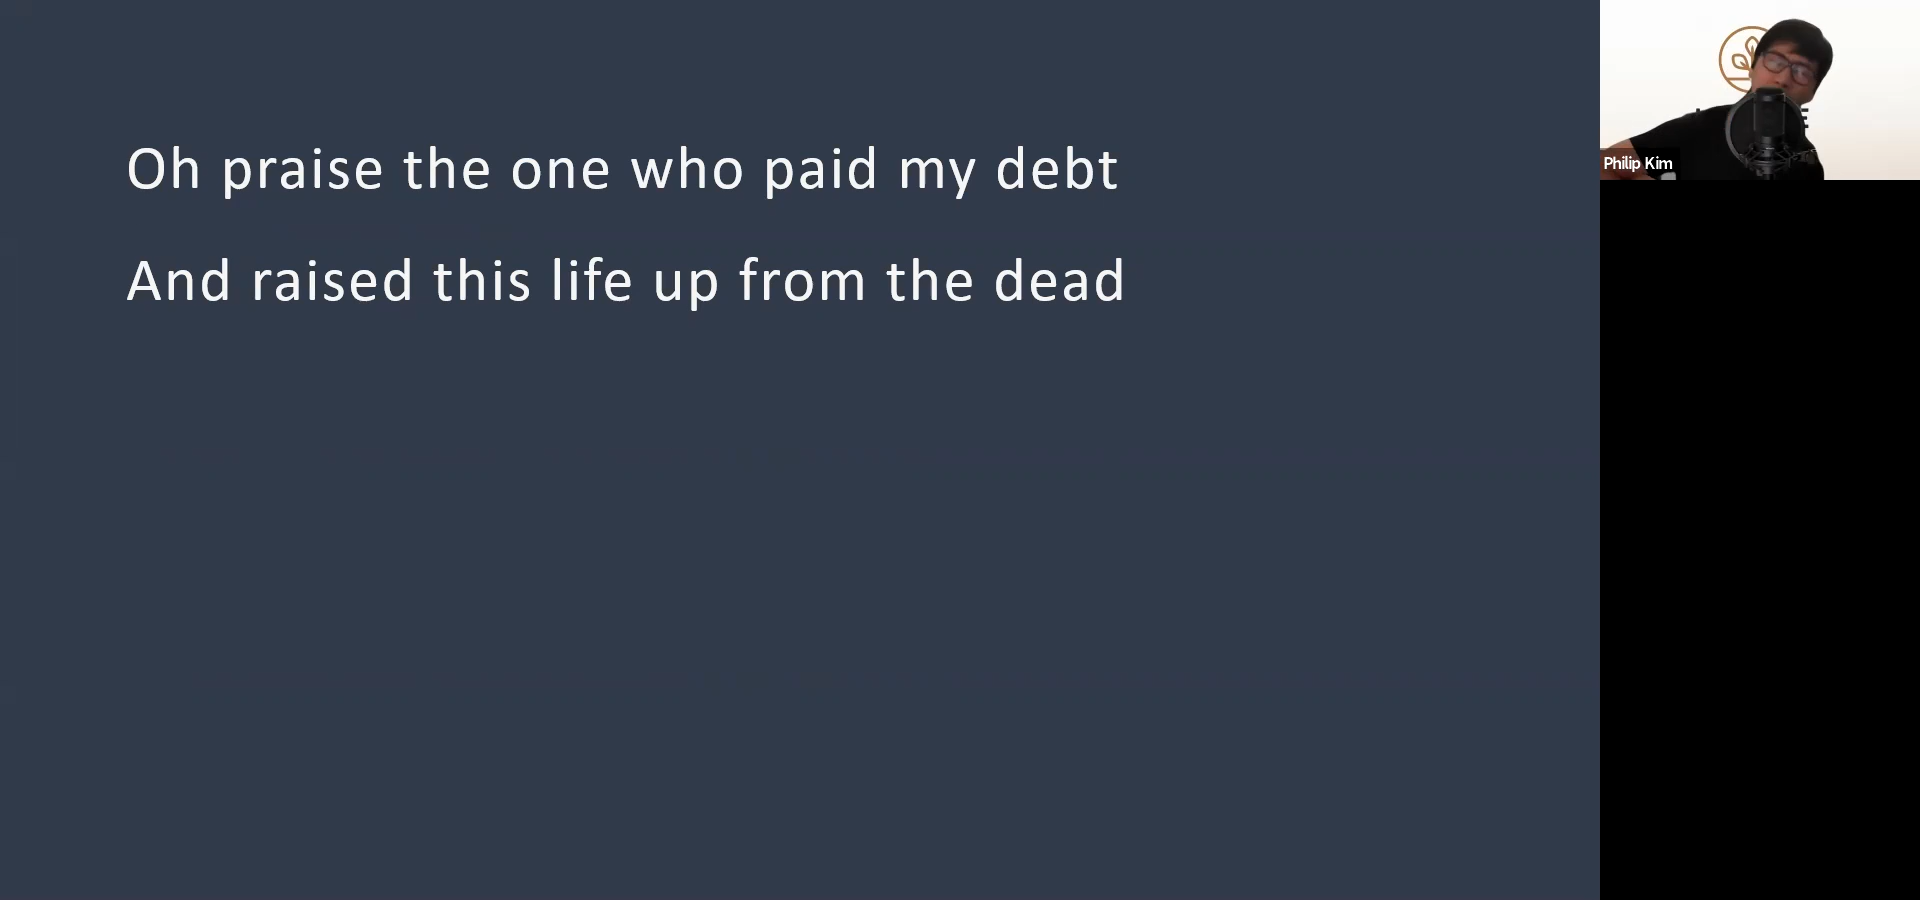 Oh praise the one who paid my debt
And raised this life up from the dead
Philip Kim